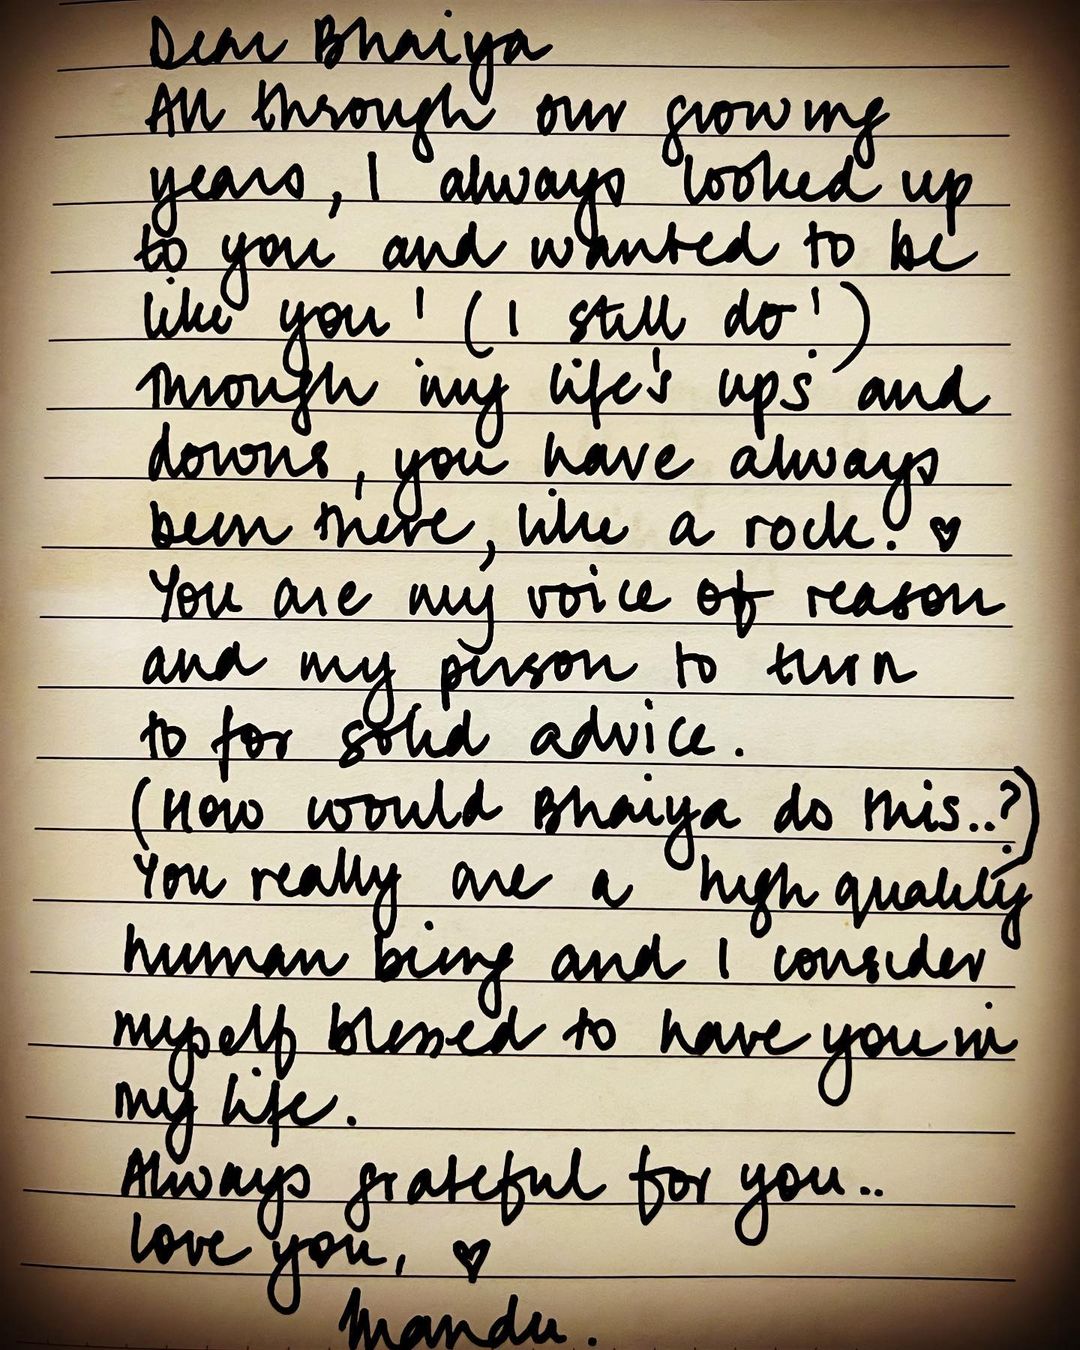 Dear Bhaiya
All through our growing
years, I always looked up
to you and wanted to be
like you! (I still do!)
Through my life's ups and
downs, you have always
been there, like a rock. ♥
You are my voice of reason
and my person to turn
to for solid advice.
(How would Bhaiya do this..?)
You really are a high quality
human being and I consider
myself blessed to have you in
my life.
Always grateful for you..
love you, ♥
Mandu.